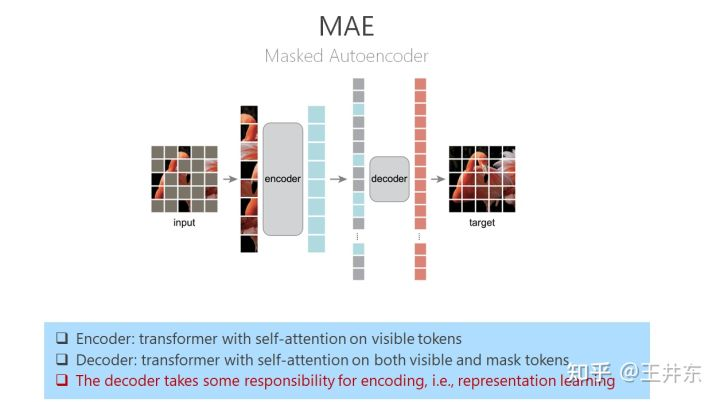 MAE
Masked Autoencoder
encoder
decoder
input
target
❑ Encoder: transformer with self-attention on visible tokens
❑ Decoder: transformer with self-attention on both visible and mask tokens
❑ The decoder takes some responsibility for encoding, i.e., representation learning
知乎 @王井东